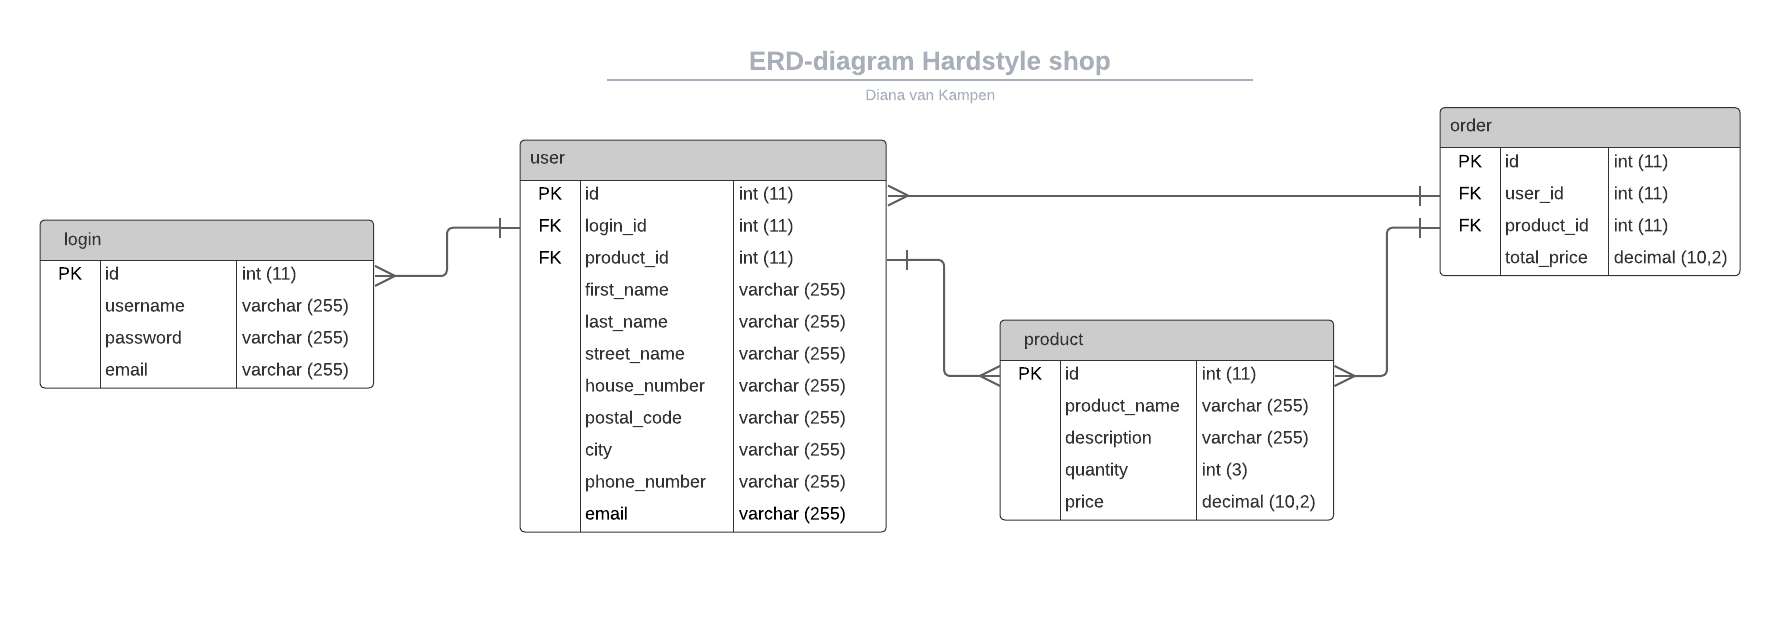 ERD-diagram Hardstyle shop
Diana van Kampen
login
PK id int (11)
username varchar (255)
password varchar (255)
email varchar (255)
user
PK id int (11)
FK login_id int (11)
FK product_id int (11)
first_name varchar (255)
last_name varchar (255)
street_name varchar (255)
house_number varchar (255)
postal_code varchar (255)
city varchar (255)
phone_number varchar (255)
email varchar (255)
product
PK id int (11)
product_name varchar (255)
description varchar (255)
quantity int (3)
price decimal (10,2)
order
PK id int (11)
FK user_id int (11)
FK product_id int (11)
total_price decimal (10,2)